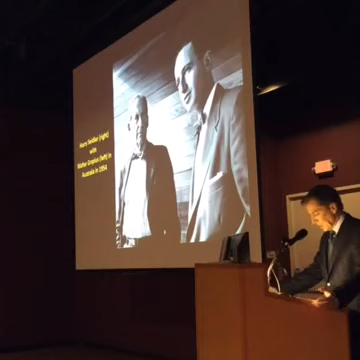 Harry Seidler (right)
with
Walter Gropius (left) in
Australia in 1954